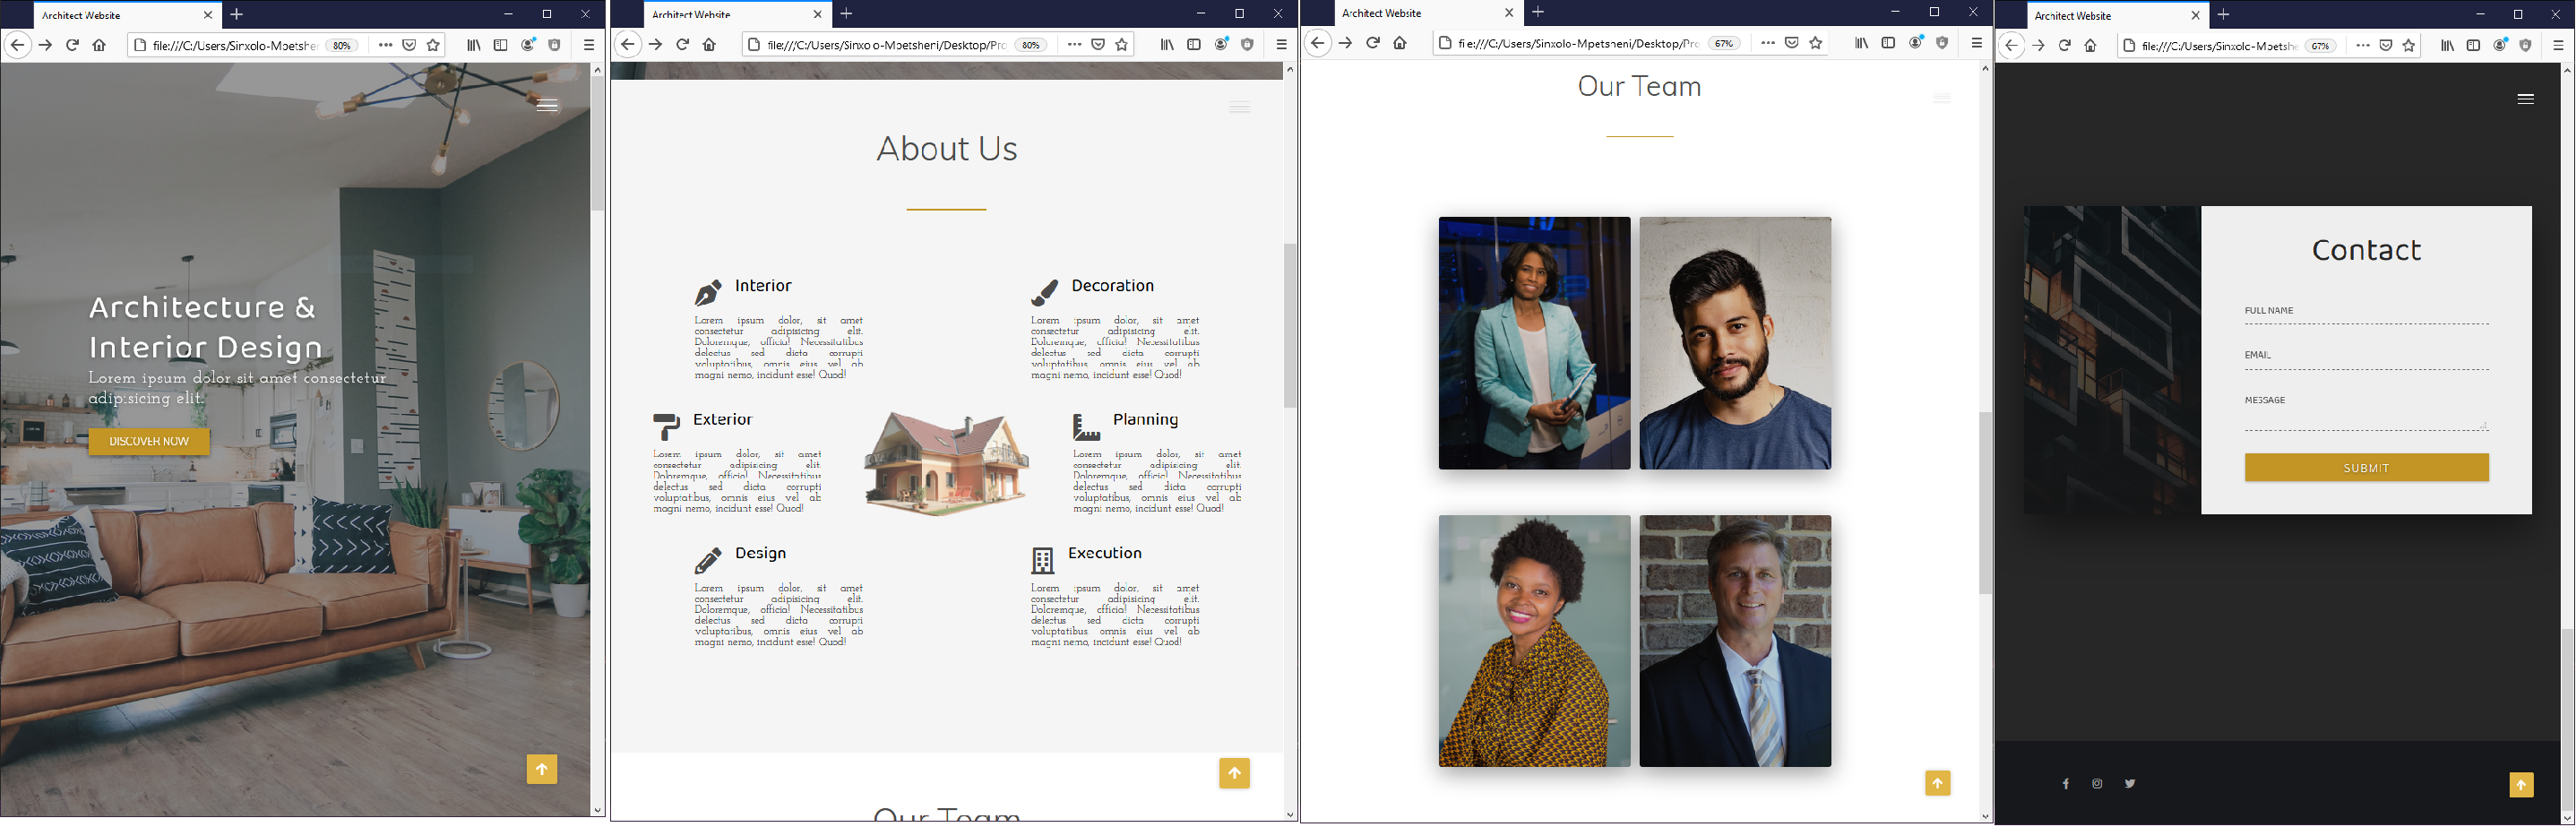 Architect Website
file:///C:/Users/Sinxolo-Mpetshen
80%
Architecture &
Interior Design
Lorem ipsum dolor sit amet consectetur
adipisicing elit.
DISCOVER NOW
Architect Website
file:///C:/Users/Sinxolo-Mpetsheni/Desktop/Pro
80%
About Us
Interior
Lorem ipsum dolor, sit amet
consectetur adipisicing elit.
Doloremque, officia! Necessitatibus
delectus sed dicta corrupti
voluptatibus, omnis eius vel ab
magni nemo, incidunt esse! Quod!
Decoration
Lorem ipsum dolor, sit amet
consectetur adipisicing elit.
Doloremque, officia! Necessitatibus
delectus sed dicta corrupti
voluptatibus, omnis eius vel ab
magni nemo, incidunt esse! Quod!
Exterior
Lorem ipsum dolor, sit amet
consectetur adipisicing elit.
Doloremque, officia! Necessitatibus
delectus sed dicta corrupti
voluptatibus, omnis eius vel ab
magni nemo, incidunt esse! Quod!
Planning
Lorem ipsum dolor, sit amet
consectetur adipisicing elit.
Doloremque, officia! Necessitatibus
delectus sed dicta corrupti
voluptatibus, omnis eius vel ab
magni nemo, incidunt esse! Quod!
Design
Lorem ipsum dolor, sit amet
consectetur adipisicing elit.
Doloremque, officia! Necessitatibus
delectus sed dicta corrupti
voluptatibus, omnis eius vel ab
magni nemo, incidunt esse! Quod!
Execution
Lorem ipsum dolor, sit amet
consectetur adipisicing elit.
Doloremque, officia! Necessitatibus
delectus sed dicta corrupti
voluptatibus, omnis eius vel ab
magni nemo, incidunt esse! Quod!
Our Team
Architect Website
file:///C:/Users/Sinxolo-Mpetsheni/Desktop/Pro
67%
Our Team
Architect Website
file:///C:/Users/Sinxolo-Mpetshe
67%
Contact
FULL NAME
EMAIL
MESSAGE
SUBMIT